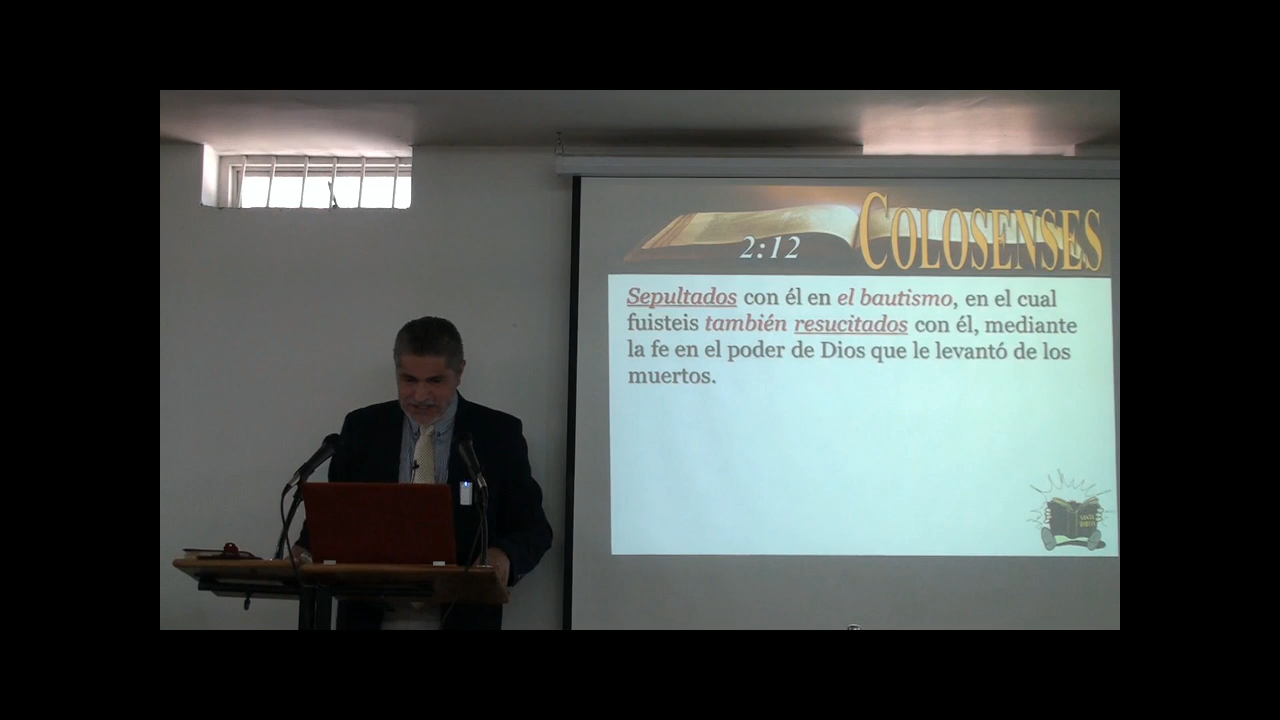 2:12 COLOSENSES
Sepultados con él en el bautismo, en el cual
fuisteis también resucitados con él, mediante
la fe en el poder de Dios que le levantó de los
muertos.